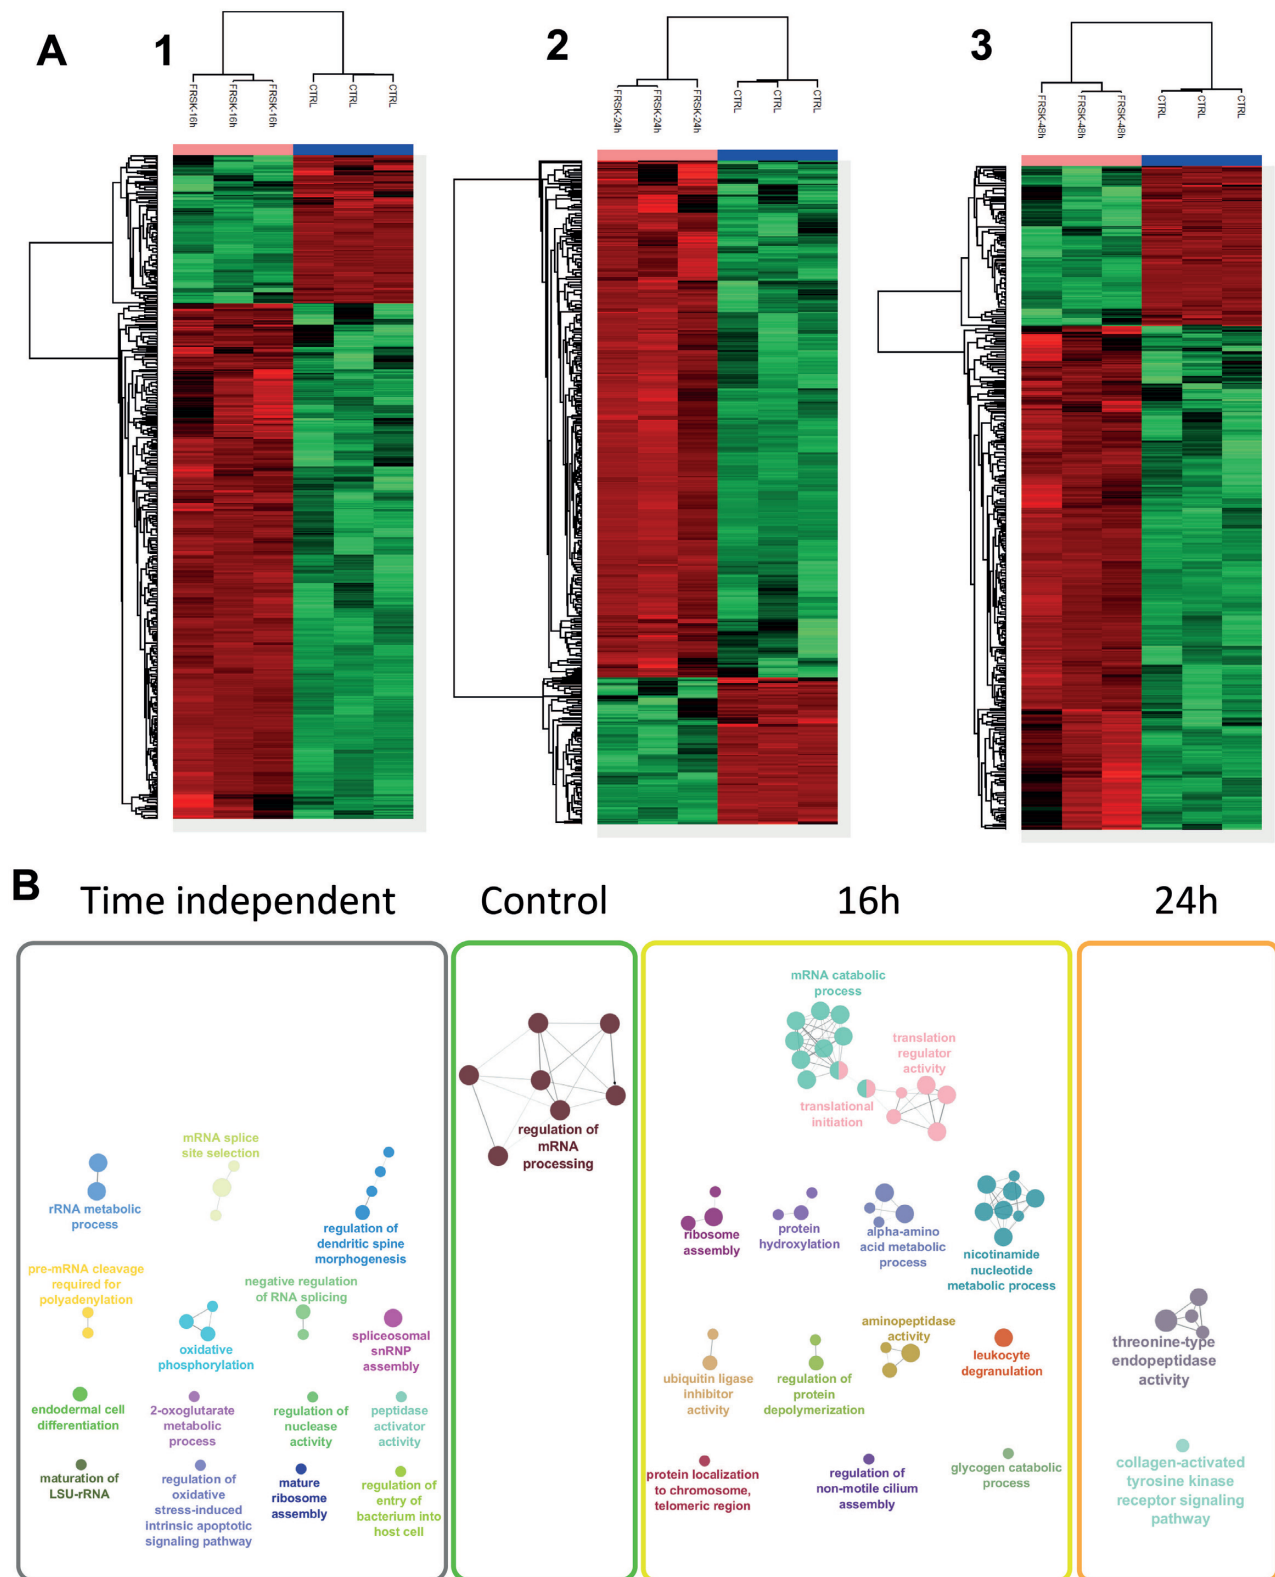 A
1
2
3
FRSK-16h
FRSK-16h
FRSK-16h
CTRL
CTRL
CTRL
FRSK-24h
FRSK-24h
FRSK-24h
CTRL
CTRL
CTRL
FRSK-48h
FRSK-48h
FRSK-48h
CTRL
CTRL
CTRL
B
Time independent
Control
16h
24h
mRNA splice
site selection
rRNA metabolic
process
regulation of
dendritic spine
morphogenesis
pre-mRNA cleavage
required for
polyadenylation
negative regulation
of RNA splicing
oxidative
phosphorylation
spliceosomal
snRNP
assembly
endodermal cell
differentiation
2-oxoglutarate
metabolic
process
regulation of
nuclease
activity
peptidase
activator
activity
maturation of
LSU-rRNA
regulation of
oxidative
stress-induced
intrinsic apoptotic
signaling pathway
mature
ribosome
assembly
regulation of
entry of
bacterium into
host cell
regulation of
mRNA
processing
mRNA catabolic
process
translation
regulator
activity
translational
initiation
ribosome
assembly
protein
hydroxylation
alpha-amino
acid metabolic
process
nicotinamide
nucleotide
metabolic process
ubiquitin ligase
inhibitor
activity
regulation of
protein
depolymerization
aminopeptidase
activity
leukocyte
degranulation
protein localization
to chromosome,
telomeric region
regulation of
non-motile cilium
assembly
glycogen catabolic
process
threonine-type
endopeptidase
activity
collagen-activated
tyrosine kinase
receptor signaling
pathway